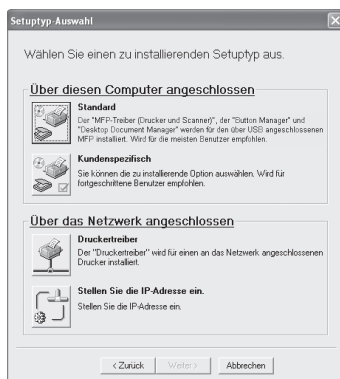 Setuptyp-Auswahl
Wählen Sie einen zu installierenden Setuptyp aus.
Über diesen Computer angeschlossen
Standard
Der "MFP-Treiber (Drucker und Scanner)", der "Button Manager" und
"Desktop Document Manager" werden für den über USB angeschlossenen
MFP installiert. Wird für die meisten Benutzer empfohlen.
Kundenspezifisch
Sie können die zu installierende Option auswählen. Wird für
fortgeschrittene Benutzer empfohlen.
Über das Netzwerk angeschlossen
Druckertreiber
Der "Druckertreiber" wird für einen an das Netzwerk angeschlossenen
Drucker installiert.
Stellen Sie die IP-Adresse ein.
Stellen Sie die IP-Adresse ein.
< Zurück Weiter > Abbrechen